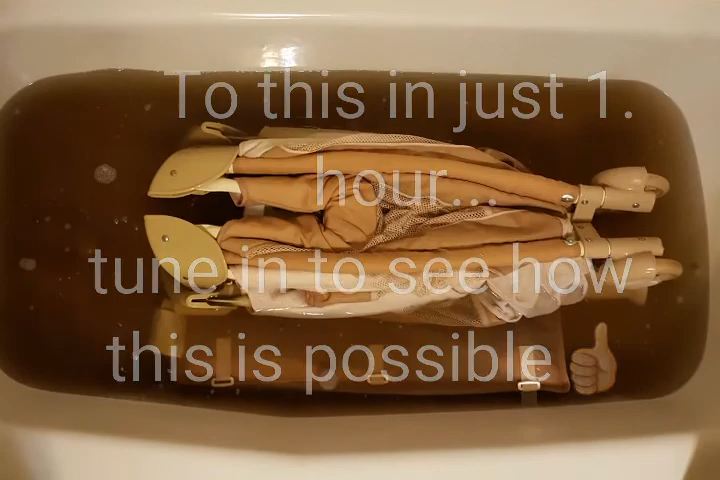 To this in just 1.
hour...
tune in to see how
this is possible